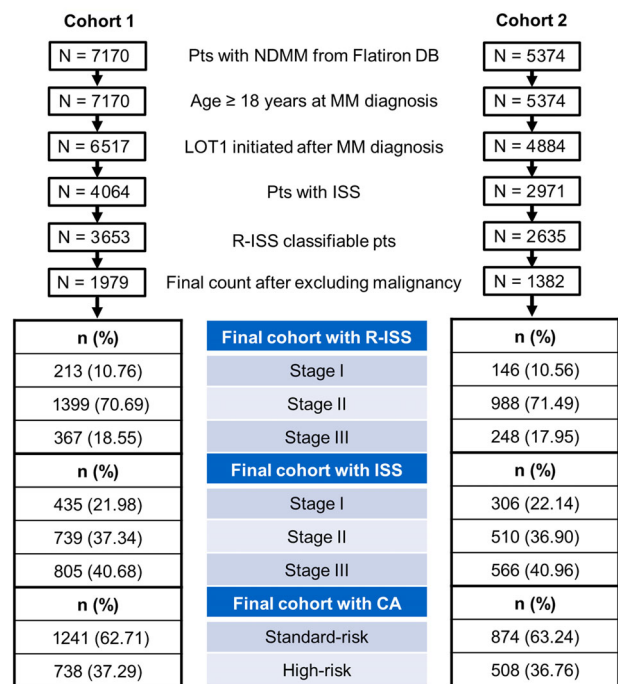 Cohort 1 Cohort 2
N = 7170 Pts with NDMM from Flatiron DB N = 5374
N = 7170 Age ≥ 18 years at MM diagnosis N = 5374
N = 6517 LOT1 initiated after MM diagnosis N = 4884
N = 4064 Pts with ISS N = 2971
N = 3653 R-ISS classifiable pts N = 2635
N = 1979 Final count after excluding malignancy N = 1382
n (%) Final cohort with R-ISS n (%)
213 (10.76) Stage I 146 (10.56)
1399 (70.69) Stage II 988 (71.49)
367 (18.55) Stage III 248 (17.95)
n (%) Final cohort with ISS n (%)
435 (21.98) Stage I 306 (22.14)
739 (37.34) Stage II 510 (36.90)
805 (40.68) Stage III 566 (40.96)
n (%) Final cohort with CA n (%)
1241 (62.71) Standard-risk 874 (63.24)
738 (37.29) High-risk 508 (36.76)